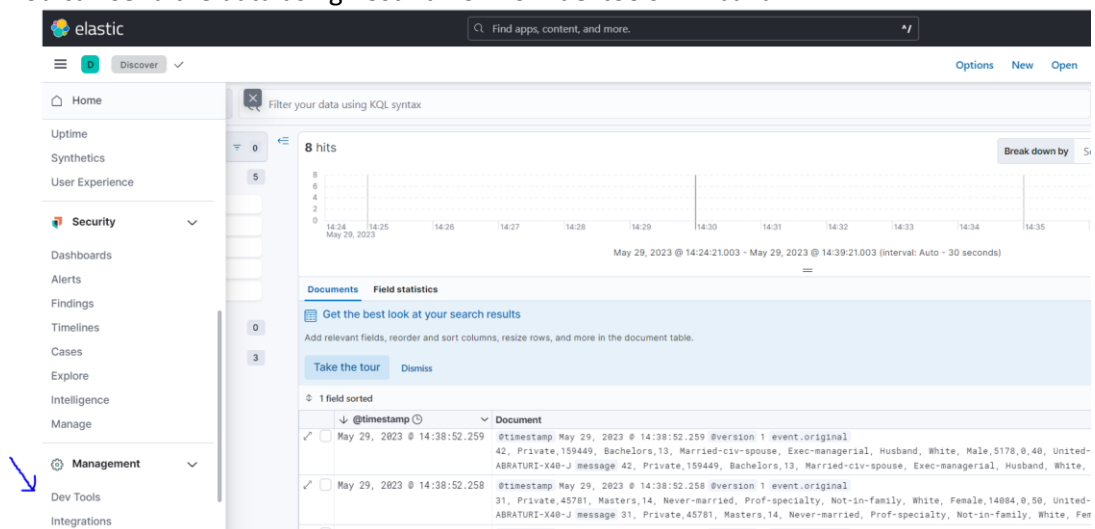 elastic
Find apps, content, and more.
^/
D
Discover
Options New Open
Home
Filter your data using KQL syntax
Uptime
Synthetics
User Experience
Security
Dashboards
Alerts
Findings
Timelines
Cases
Explore
Intelligence
Manage
Management
Dev Tools
Integrations
0
5
0
3
8 hits
Break down by
8
6
4
2
0
14:24 14:25 14:26 14:27 14:28 14:29 14:30 14:31 14:32 14:33 14:34 14:35
May 29, 2023
May 29, 2023 @ 14:24:21.003 - May 29, 2023 @ 14:39:21.003 (interval: Auto - 30 seconds)
Documents Field statistics
Get the best look at your search results
Add relevant fields, reorder and sort columns, resize rows, and more in the document table.
Take the tour Dismiss
1 field sorted
@timestamp Document
May 29, 2023 @ 14:38:52.259 @timestamp May 29, 2023 @ 14:38:52.259 @version 1 event.original
42, Private,159449, Bachelors,13, Married-civ-spouse, Exec-managerial, Husband, White, Male,5178,0,40, United-
ABRATURI-X40-J message 42, Private,159449, Bachelors,13, Married-civ-spouse, Exec-managerial, Husband, White,
May 29, 2023 @ 14:38:52.258 @timestamp May 29, 2023 @ 14:38:52.258 @version 1 event.original
31, Private,45781, Masters,14, Never-married, Prof-specialty, Not-in-family, White, Female,14084,0,50, United-
ABRATURI-X40-J message 31, Private,45781, Masters,14, Never-married, Prof-specialty, Not-in-family, White, Fem